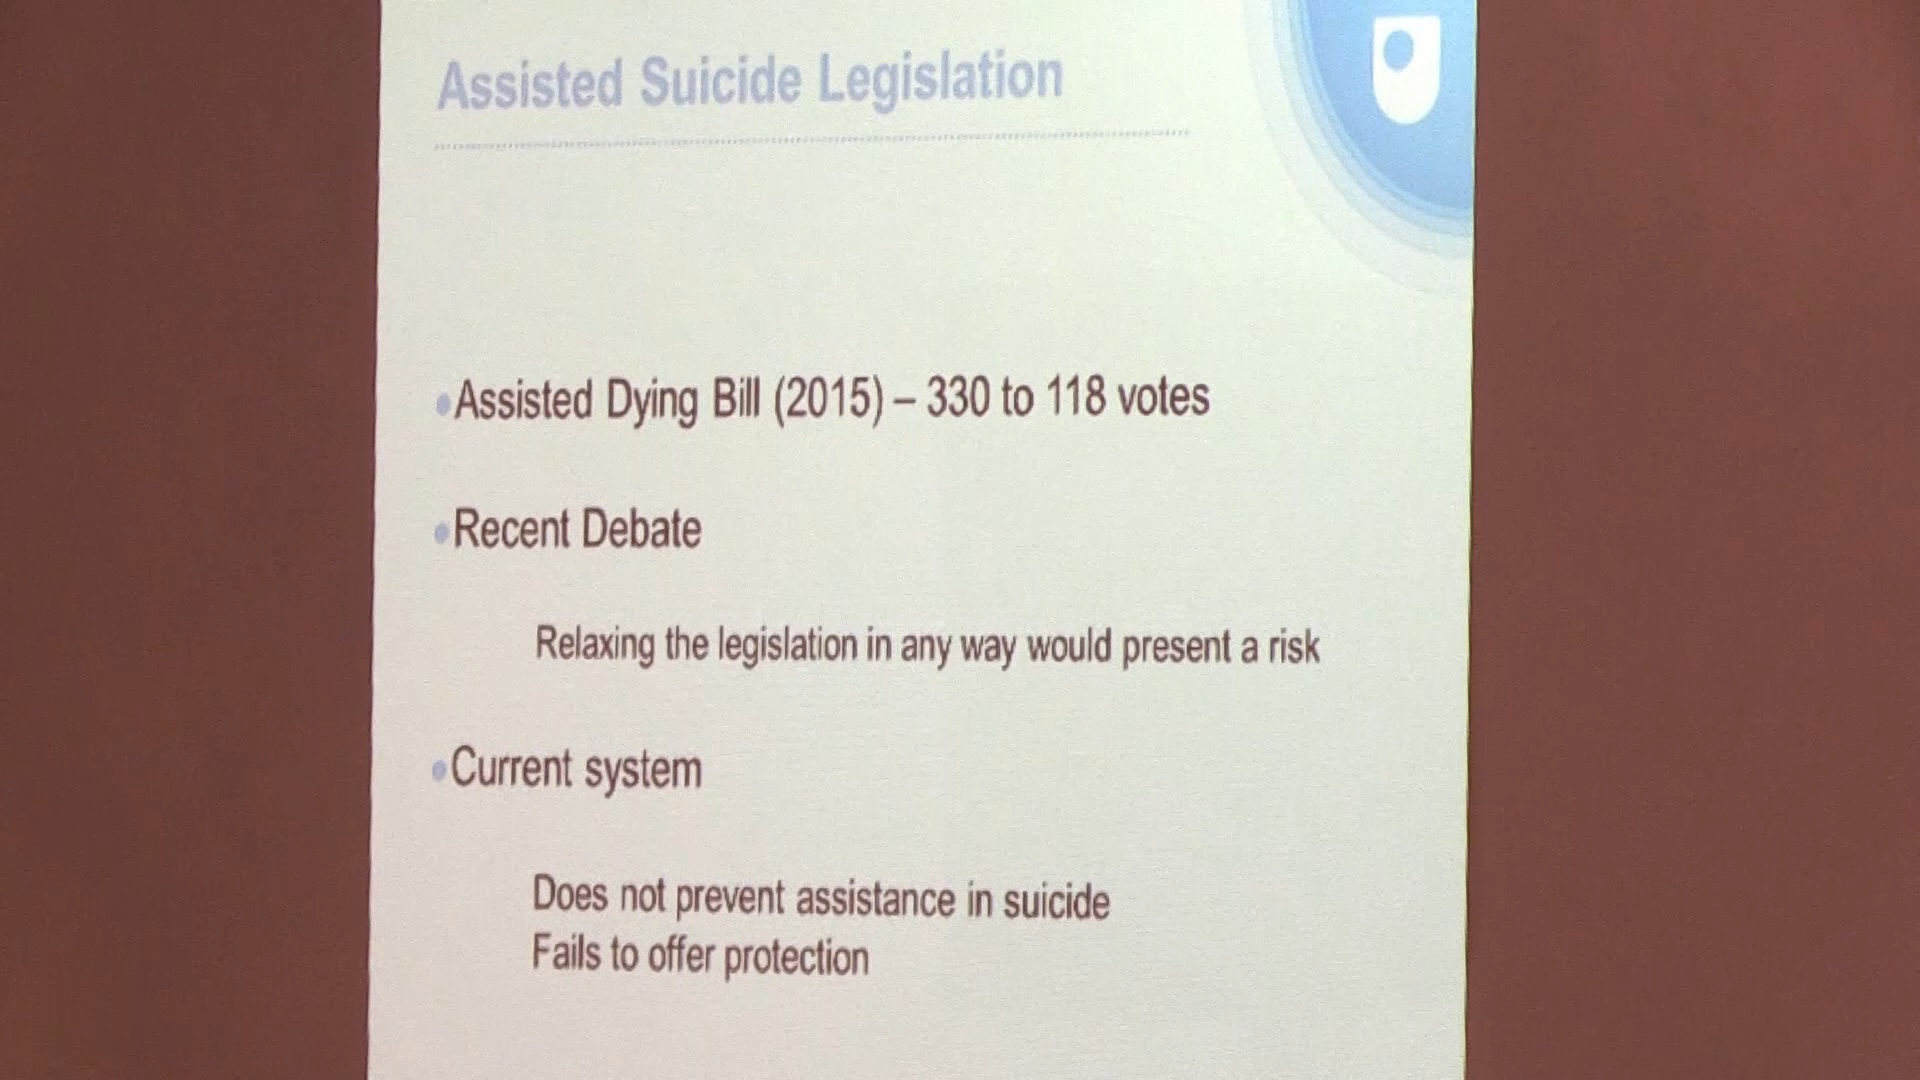 Assisted Suicide Legislation
•Assisted Dying Bill (2015) – 330 to 118 votes
•Recent Debate
Relaxing the legislation in any way would present a risk
•Current system
Does not prevent assistance in suicide
Fails to offer protection